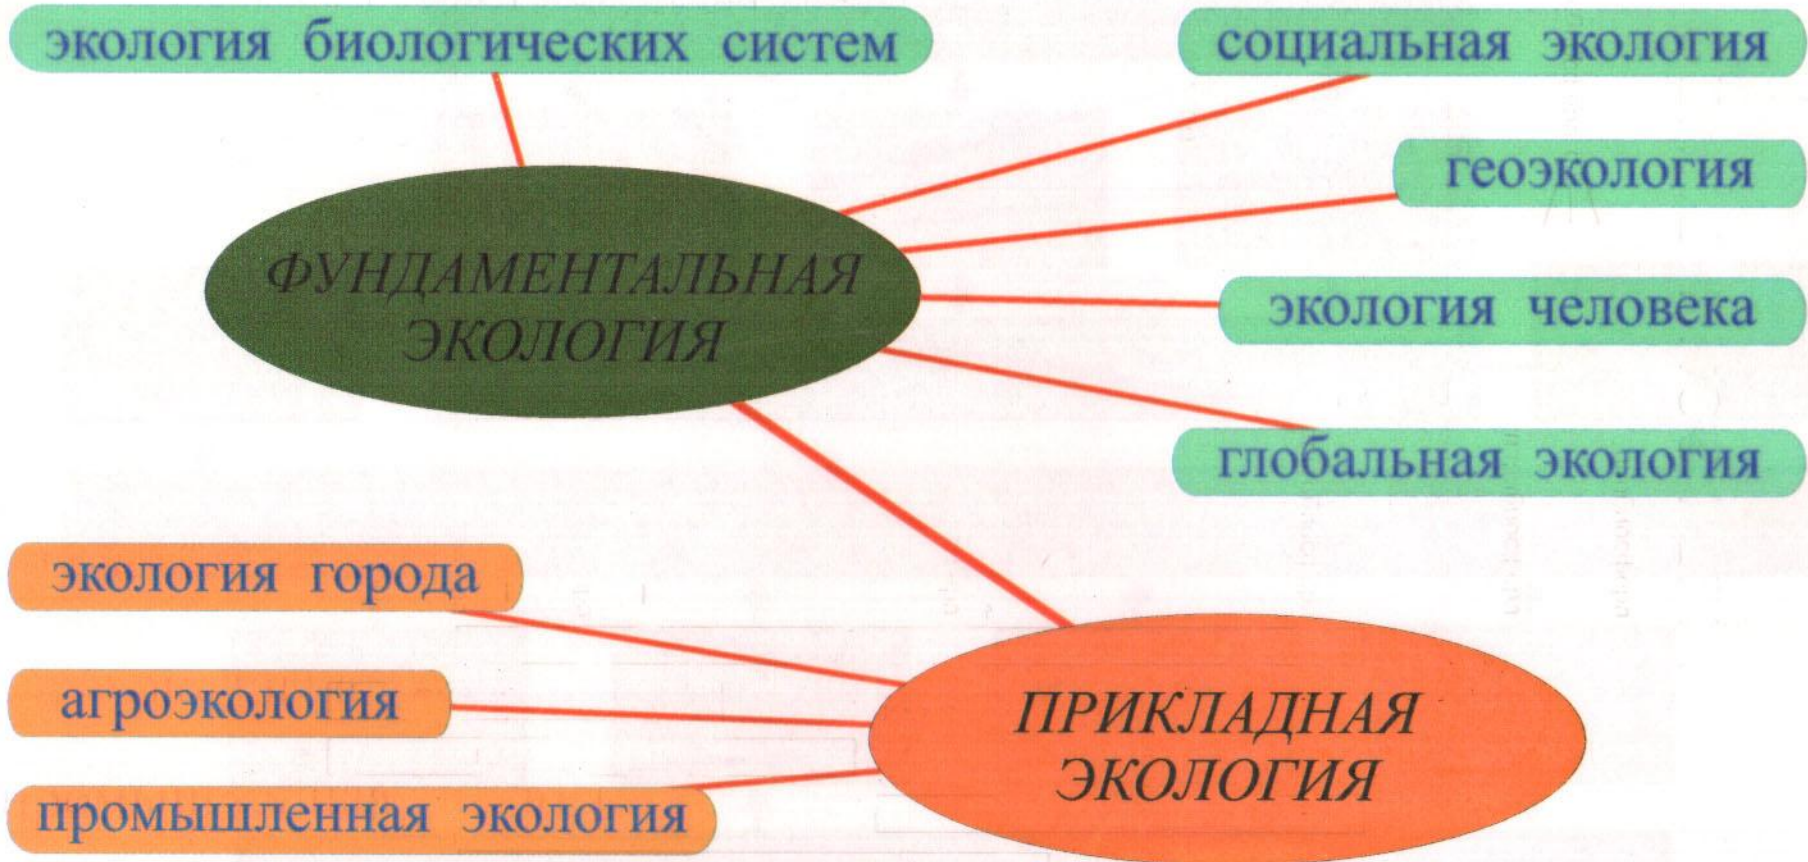 экология биологических систем
социальная экология
геоэкология
ФУНДАМЕНТАЛЬНАЯ
ЭКОЛОГИЯ
экология человека
глобальная экология
экология города
агроэкология
промышленная экология
ПРИКЛАДНАЯ
ЭКОЛОГИЯ